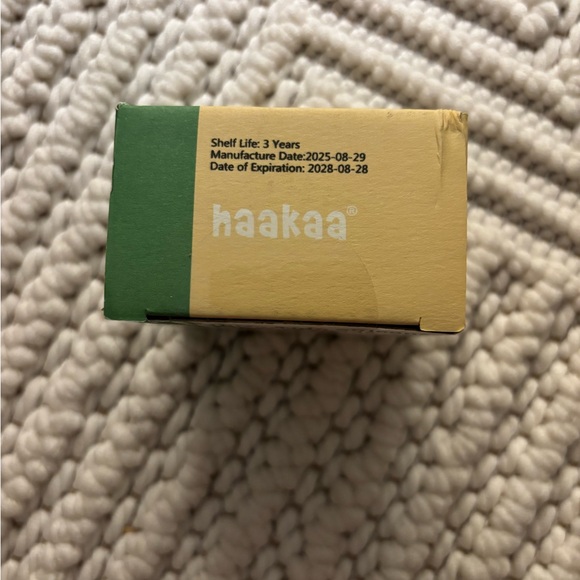 Shelf Life: 3 Years
Manufacture Date:2025-08-29
Date of Expiration: 2028-08-28
haakaa®